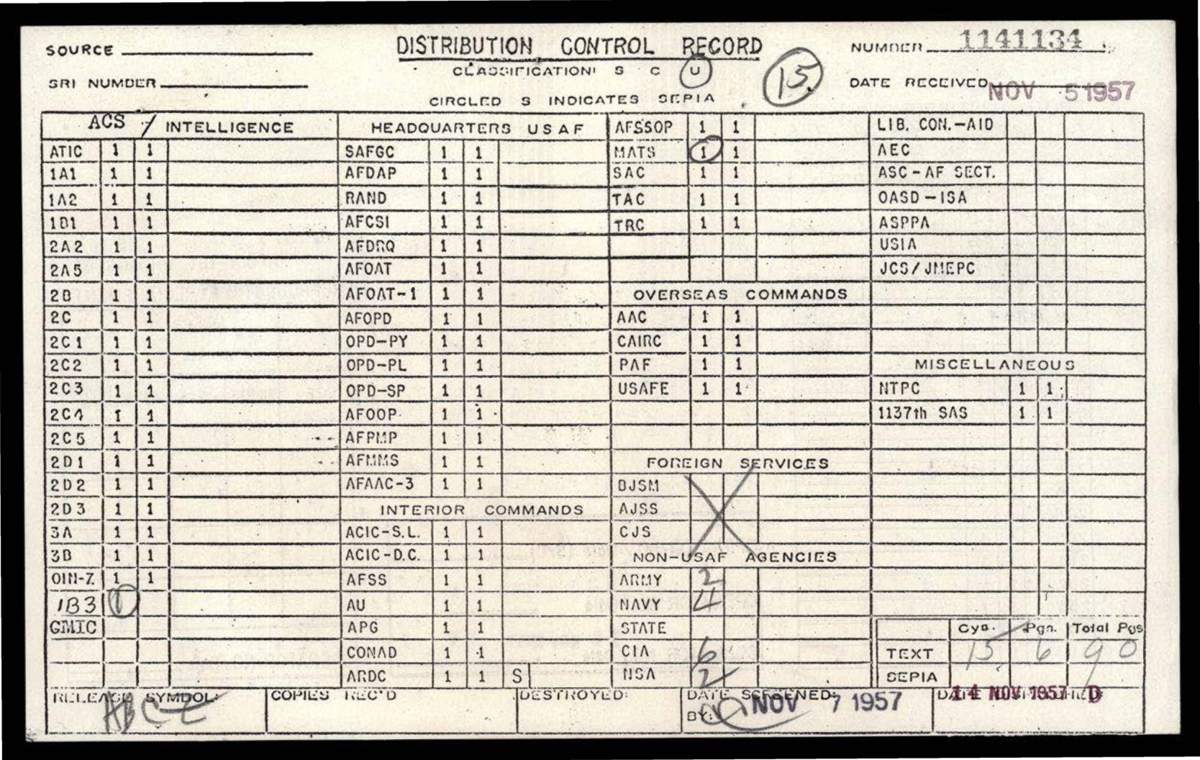 SOURCE
DISTRIBUTION CONTROL RECORD
NUMBER 1141134
CLASSIFICATION: S C U
15
SRI NUMBER
DATE RECEIVED NOV 5 1957
CIRCLED S INDICATES SEPIA
ACS / INTELLIGENCE
ATIC 1 1
1A1 1 1
1A2 1 1
1B1 1 1
2A2 1 1
2A5 1 1
2B 1 1
2C 1 1
2C1 1 1
2C2 1 1
2C3 1 1
2C4 1 1
2C5 1 1
2D1 1 1
2D2 1 1
2D3 1 1
3A 1 1
3B 1 1
OIN-Z 1 1
1B3 1
GMIC
HEADQUARTERS USAF
SAFGC 1 1
AFDAP 1 1
RAND 1 1
AFCSI 1 1
AFDRQ 1 1
AFOAT 1 1
AFOAT-1 1 1
AFOPD 1 1
OPD-PY 1 1
OPD-PL 1 1
OPD-SP 1 1
AFOOP 1 1
AFPMP 1 1
AFMMS 1 1
AFAAC-3 1 1
INTERIOR COMMANDS
ACIC-S.L. 1 1
ACIC-D.C. 1 1
AFSS 1 1
AU 1 1
APG 1 1
CONAD 1 1
ARDC 1 1 S
AFSSOP 1 1
MATS 1 1
SAC 1 1
TAC 1 1
TRC 1 1
OVERSEAS COMMANDS
AAC 1 1
CAIRC 1 1
PAF 1 1
USAFE 1 1
FOREIGN SERVICES
BJSM
AJSS
CJS
NON-USAF AGENCIES
ARMY 2
NAVY 4
STATE
CIA 6
NSA 2
LIB. CON.-AID
AEC
ASC-AF SECT.
OASD-ISA
ASPPA
USIA
JCS/JMEPC
MISCELLANEOUS
NTPC 1 1
1137th SAS 1 1
Cys. Pgn. Total Pgs
TEXT 15 6 90
SEPIA
RELEASE SYMBOL:
ABC-2
COPIES REC'D
DESTROYED:
DATE SCREENED:
BY: NOV 7 1957
14 NOV 1957 D